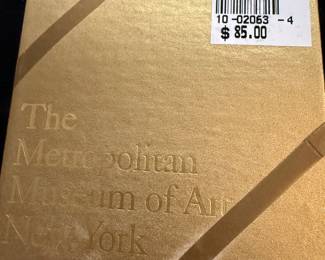 10-02063 -4
$85.00
The
Metropolitan
Museum of Art
New York